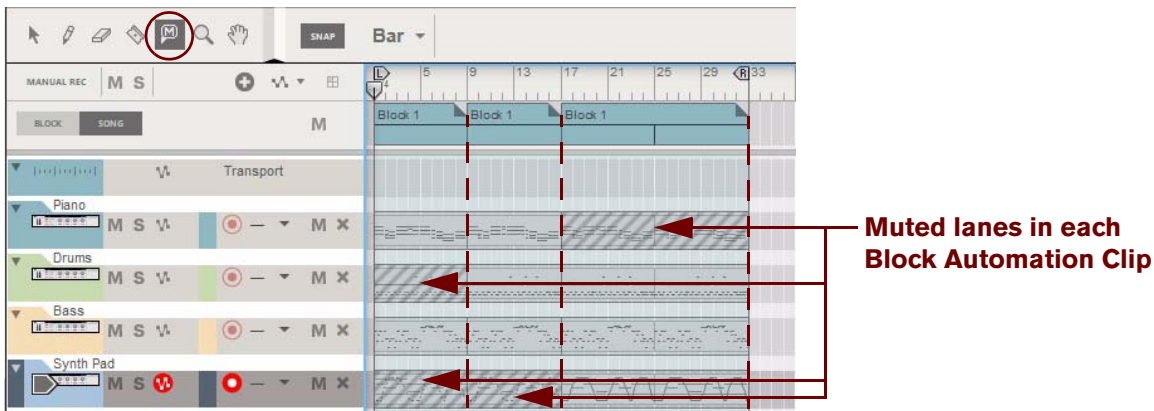 M SNAP Bar
MANUAL REC M S
L 5 9 13 17 21 25 29 R 33
4
BLOCK SONG M
Block 1 Block 1 Block 1
Transport
Piano
M S M
Drums
M S M
Bass
M S M
Synth Pad
M S M
Muted lanes in each
Block Automation Clip